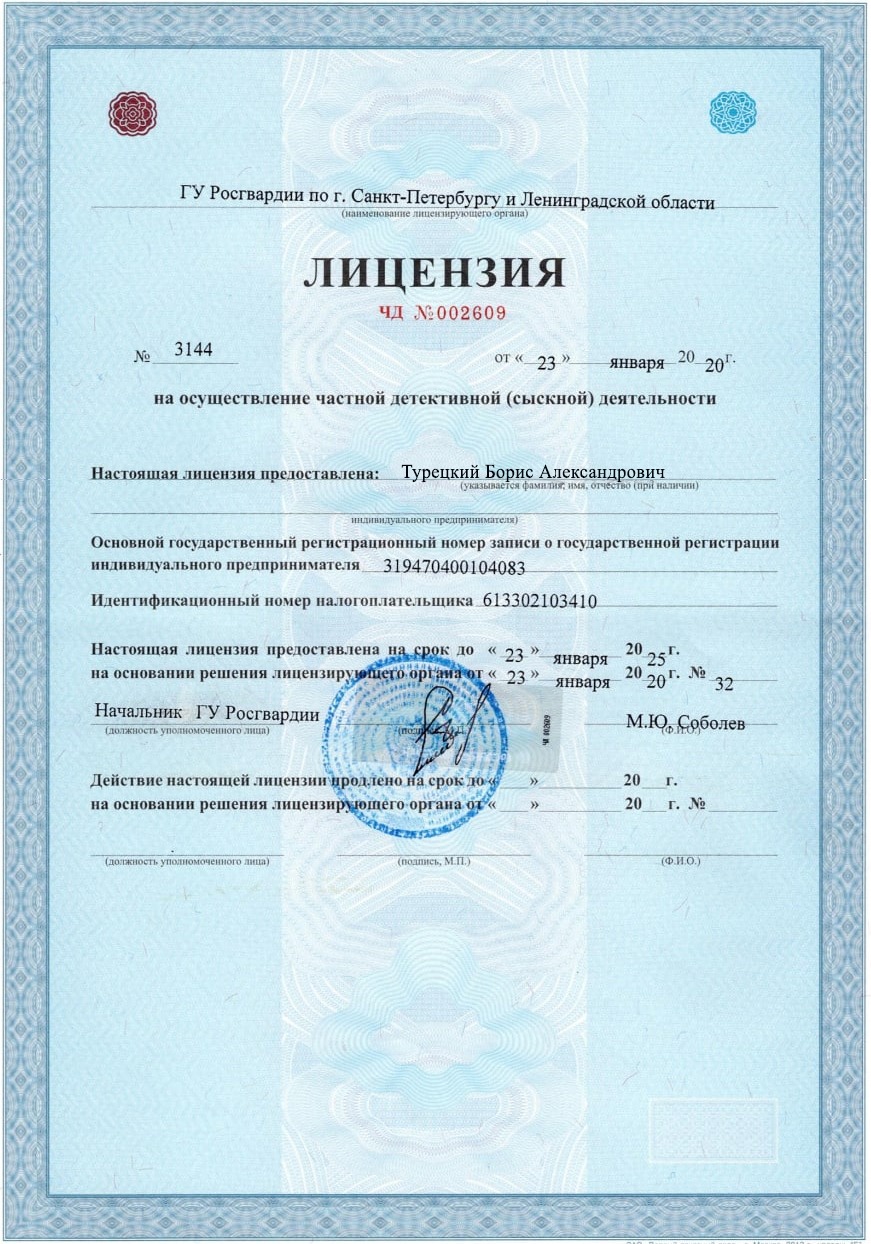 ГУ Росгвардии по г. Санкт-Петербургу и Ленинградской области
(наименование лицензирующего органа)
ЛИЦЕНЗИЯ
ЧД №002609
№ 3144 от « 23 » января 20 20 г.
на осуществление частной детективной (сыскной) деятельности
Настоящая лицензия предоставлена: Турецкий Борис Александрович
(указывается фамилия, имя, отчество (при наличии)
индивидуального предпринимателя)
Основной государственный регистрационный номер записи о государственной регистрации
индивидуального предпринимателя 319470400104083
Идентификационный номер налогоплательщика 613302103410
Настоящая лицензия предоставлена на срок до « 23 » января 20 25 г.
на основании решения лицензирующего органа от « 23 » января 20 20 г. № 32
Начальник ГУ Росгвардии М.Ю. Соболев
(должность уполномоченного лица) (Ф.И.О.)
ЧД 002609
Действие настоящей лицензии продлено на срок до « » 20 г.
на основании решения лицензирующего органа от « » 20 г. №
(должность уполномоченного лица) (подпись, М.П.) (Ф.И.О.)